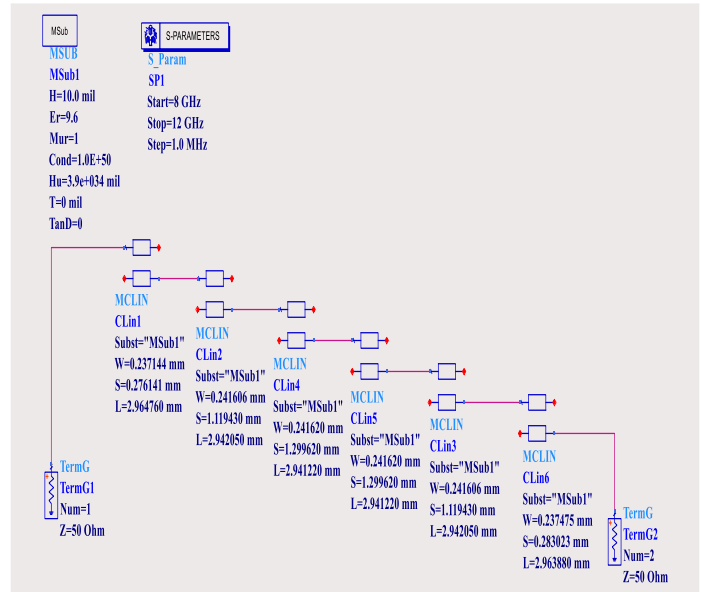 MSub
MSUB
MSub1
H=10.0 mil
Er=9.6
Mur=1
Cond=1.0E+50
Hu=3.9e+034 mil
T=0 mil
TanD=0
S-PARAMETERS
S_Param
SP1
Start=8 GHz
Stop=12 GHz
Step=1.0 MHz
MCLIN
CLin1
Subst="MSub1"
W=0.237144 mm
S=0.276141 mm
L=2.964760 mm
MCLIN
CLin2
Subst="MSub1"
W=0.241606 mm
S=1.119430 mm
L=2.942050 mm
MCLIN
CLin4
Subst="MSub1"
W=0.241620 mm
S=1.299620 mm
L=2.941220 mm
MCLIN
CLin5
Subst="MSub1"
W=0.241620 mm
S=1.299620 mm
L=2.941220 mm
MCLIN
CLin3
Subst="MSub1"
W=0.241606 mm
S=1.119430 mm
L=2.942050 mm
MCLIN
CLin6
Subst="MSub1"
W=0.237475 mm
S=0.283023 mm
L=2.963880 mm
TermG
TermG1
Num=1
Z=50 Ohm
TermG
TermG2
Num=2
Z=50 Ohm